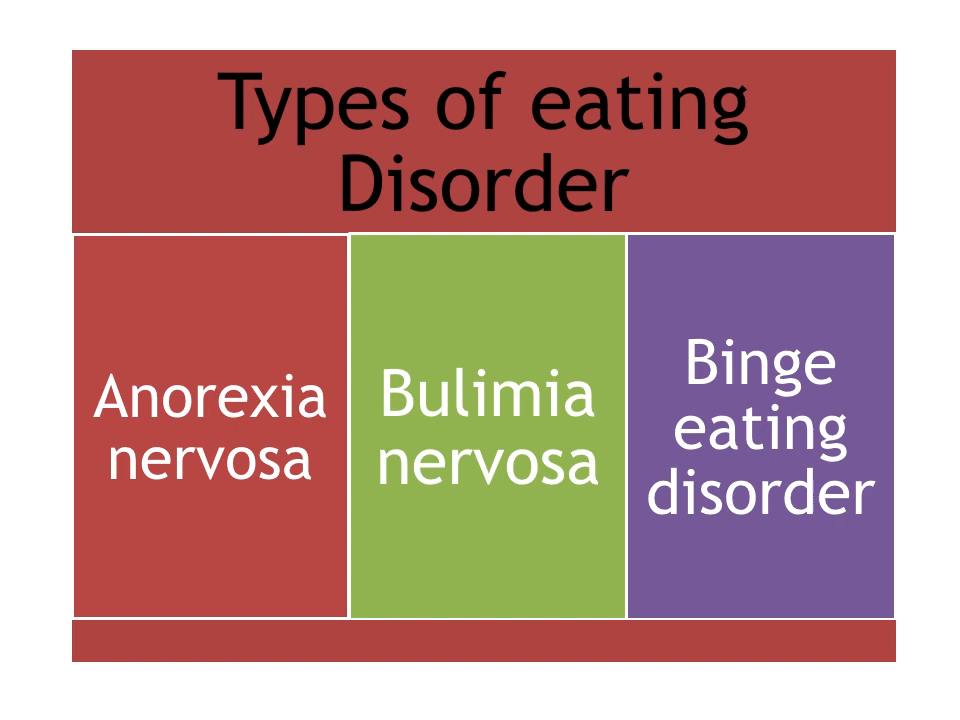 Types of eating
Disorder
Anorexia
nervosa
Bulimia
nervosa
Binge
eating
disorder